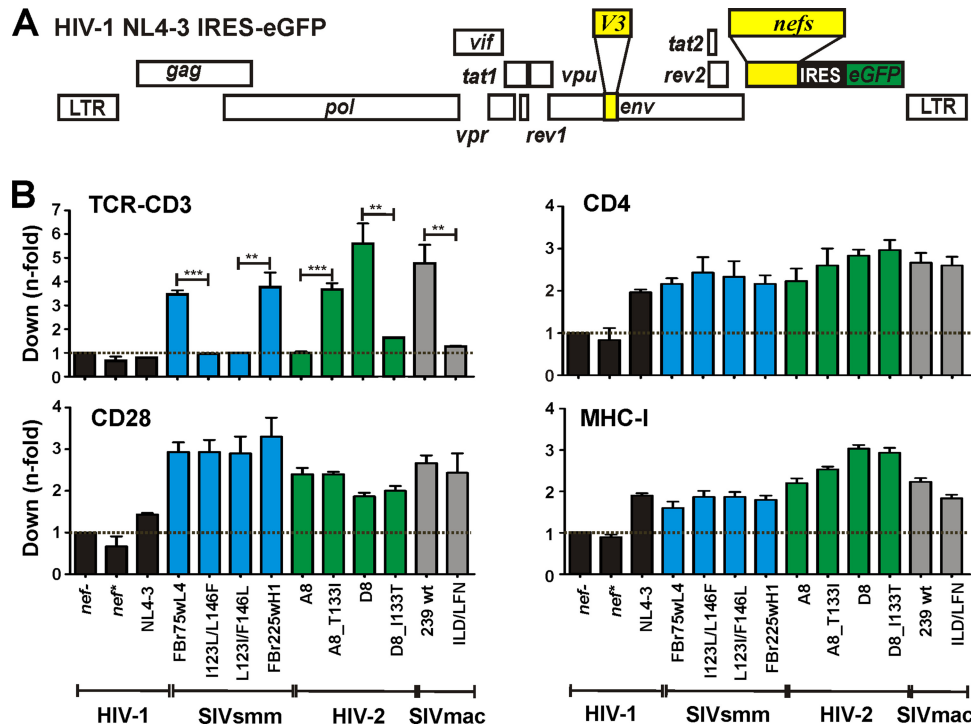 A HIV-1 NL4-3 IRES-eGFP
V3
nefs
vif
tat2
gag
tat1
vpu
rev2
IRES
eGFP
LTR
pol
env
LTR
vpr
rev1
B
TCR-CD3
Down (n-fold)
7
6
5
4
3
2
1
0
***
**
***
**
**
CD4
4
3
2
1
0
CD28
Down (n-fold)
4
3
2
1
0
MHC-I
4
3
2
1
0
nef-
nef*
NL4-3
FBr75wL4
I123L/L146F
L123I/F146L
FBr225wH1
A8
A8_T133I
D8
D8_I133T
239 wt
ILD/LFN
HIV-1
SIVsmm
HIV-2
SIVmac
nef-
nef*
NL4-3
FBr75wL4
I123L/L146F
L123I/F146L
FBr225wH1
A8
A8_T133I
D8
D8_I133T
239 wt
ILD/LFN
HIV-1
SIVsmm
HIV-2
SIVmac